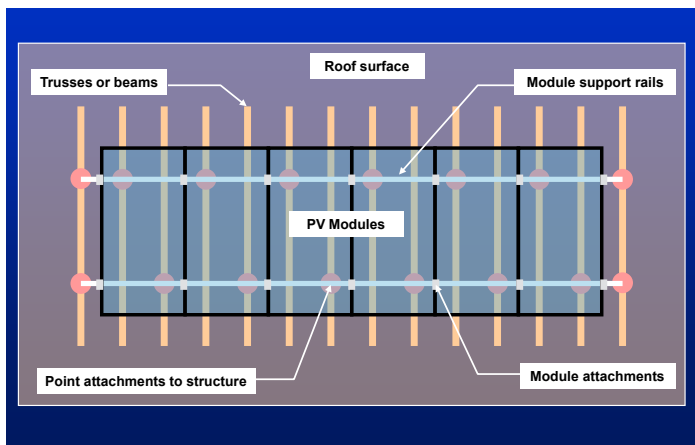 Roof surface
Trusses or beams
Module support rails
PV Modules
Point attachments to structure
Module attachments